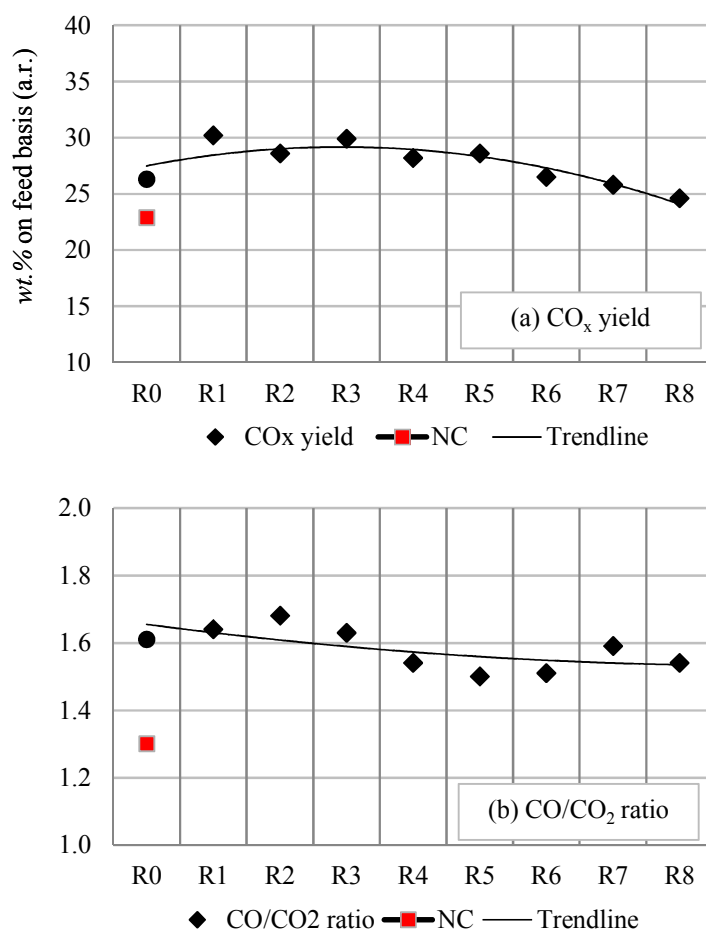 wt.% on feed basis (a.r.)
40
35
30
25
20
15
10
(a) COₓ yield
R0 R1 R2 R3 R4 R5 R6 R7 R8
COx yield NC Trendline
2.0
1.8
1.6
1.4
1.2
1.0
(b) CO/CO₂ ratio
R0 R1 R2 R3 R4 R5 R6 R7 R8
CO/CO2 ratio NC Trendline